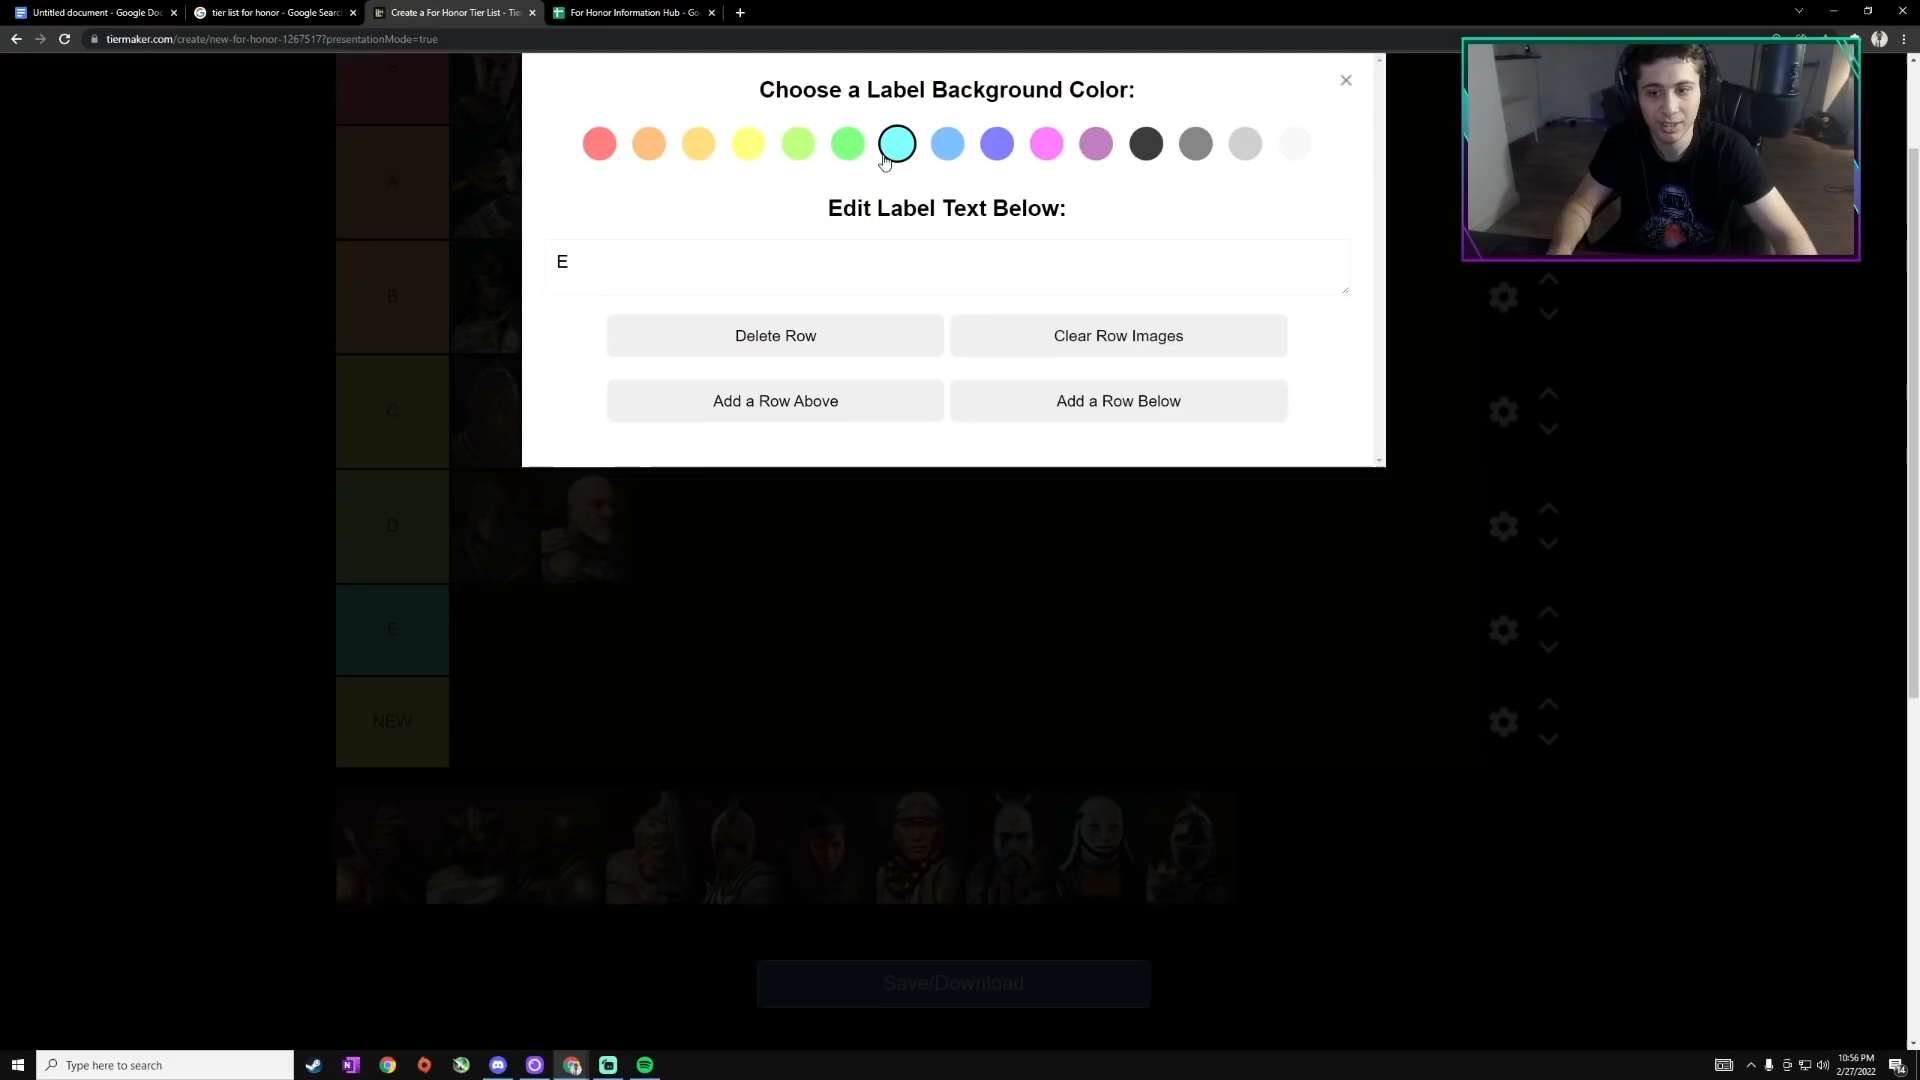 Untitled document - Google Doc
tier list for honor - Google Search
Create a For Honor Tier List - Tie
For Honor Information Hub - Go
tiermaker.com/create/new-for-honor-1267517?presentationMode=true
Choose a Label Background Color:
Edit Label Text Below:
E
Delete Row
Clear Row Images
Add a Row Above
Add a Row Below
S
A
B
C
D
E
NEW
Save/Download
Type here to search
10:56 PM
2/27/2022
14